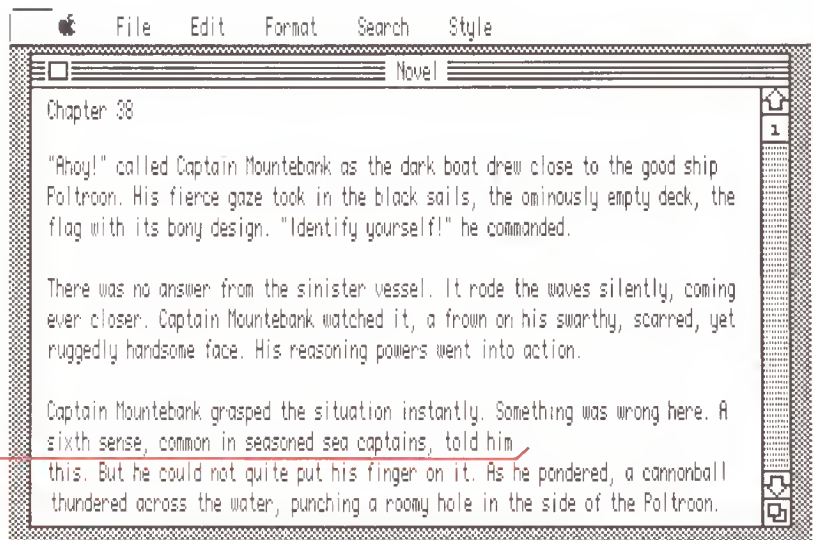 File Edit Format Search Style
Novel
Chapter 38
1
"Ahoy!" called Captain Mountebank as the dark boat drew close to the good ship
Poltroon. His fierce gaze took in the black sails, the ominously empty deck, the
flag with its bony design. "Identify yourself!" he commanded.
There was no answer from the sinister vessel. It rode the waves silently, coming
ever closer. Captain Mountebank watched it, a frown on his swarthy, scarred, yet
ruggedly handsome face. His reasoning powers went into action.
Captain Mountebank grasped the situation instantly. Something was wrong here. A
sixth sense, common in seasoned sea captains, told him
this. But he could not quite put his finger on it. As he pondered, a cannonball
thundered across the water, punching a roomy hole in the side of the Poltroon.